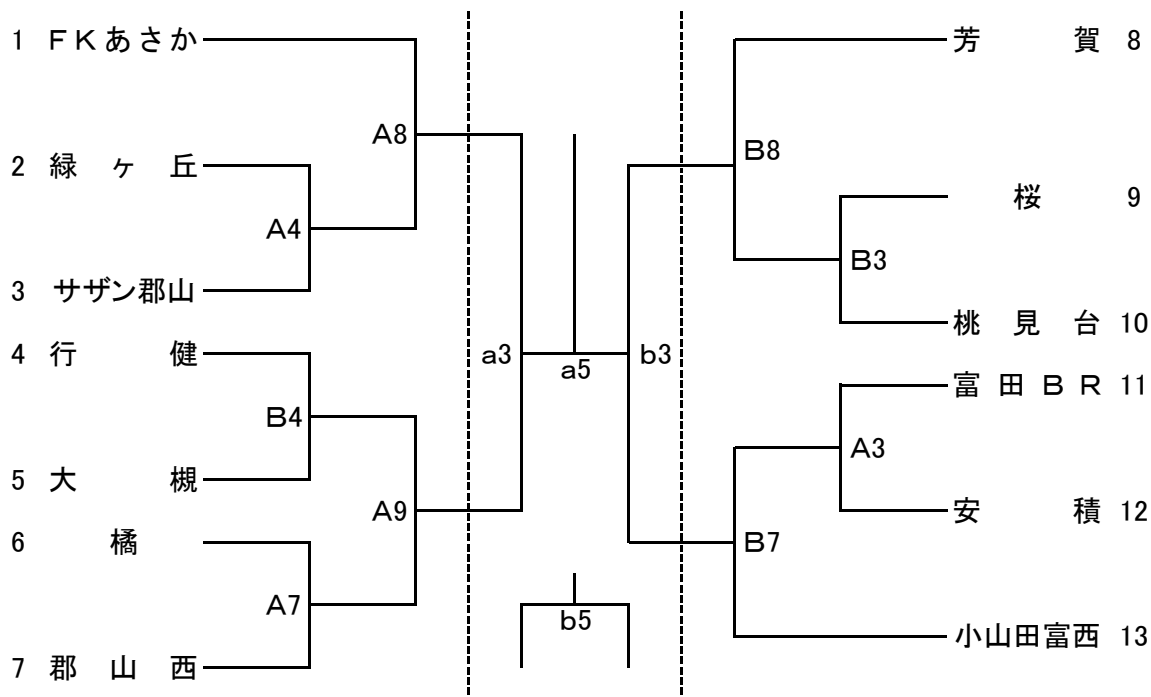 1 ＦＫあさか
2 緑ヶ丘
3 サザン郡山
4 行健
5 大槻
6 橘
7 郡山西
A8
A4
B4
A9
A7
a3
a5
b3
b5
B8
B3
A3
B7
芳賀 8
桜 9
桃見台 10
富田ＢＲ 11
安積 12
小山田富西 13